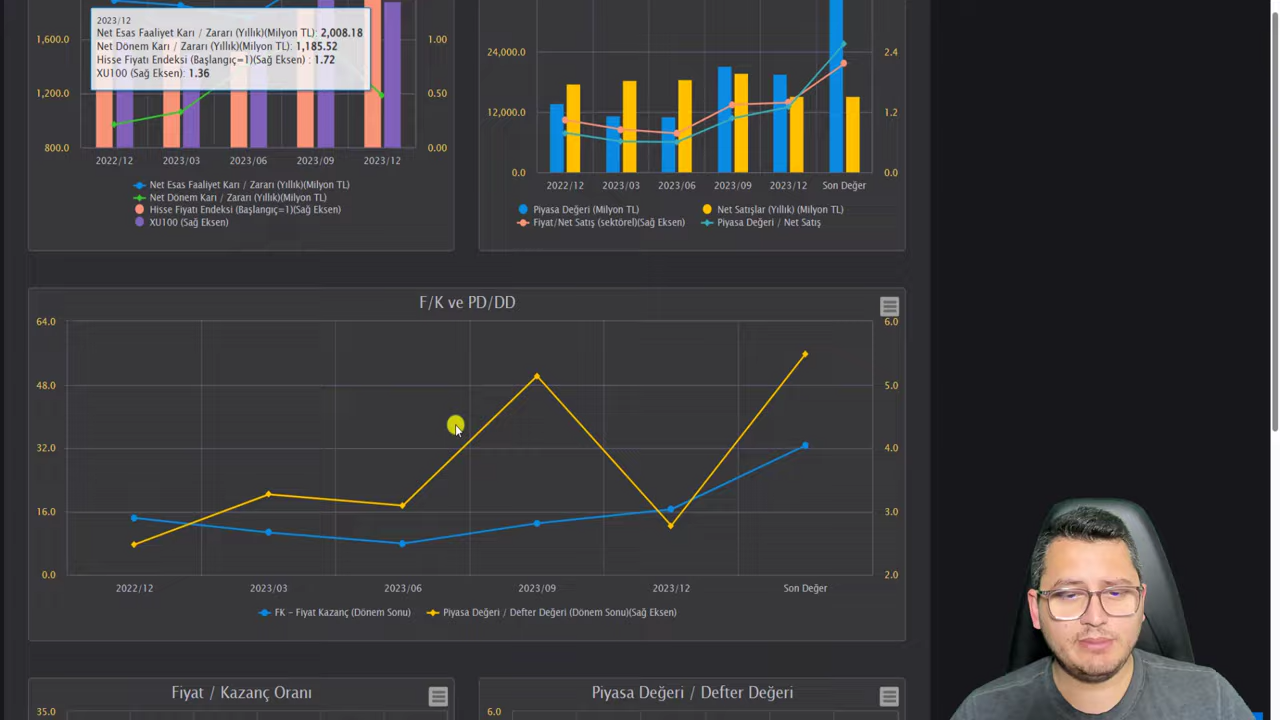 2023/12
Net Esas Faaliyet Karı / Zararı (Yıllık)(Milyon TL): 2,008.18
Net Dönem Karı / Zararı (Yıllık)(Milyon TL): 1,185.52
Hisse Fiyatı Endeksi (Başlangıç=1)(Sağ Eksen) : 1.72
XU100 (Sağ Eksen): 1.36
1,600.0
1,200.0
800.0
1.00
0.50
0.00
2022/12 2023/03 2023/06 2023/09 2023/12
Net Esas Faaliyet Karı / Zararı (Yıllık)(Milyon TL)
Net Dönem Karı / Zararı (Yıllık)(Milyon TL)
Hisse Fiyatı Endeksi (Başlangıç=1)(Sağ Eksen)
XU100 (Sağ Eksen)
24,000.0
12,000.0
0.0
2.4
1.2
0.0
2022/12 2023/03 2023/06 2023/09 2023/12 Son Değer
Piyasa Değeri (Milyon TL) Net Satışlar (Yıllık) (Milyon TL)
Fiyat/Net Satış (sektörel)(Sağ Eksen) Piyasa Değeri / Net Satış
F/K ve PD/DD
64.0
48.0
32.0
16.0
0.0
6.0
5.0
4.0
3.0
2.0
2022/12 2023/03 2023/06 2023/09 2023/12 Son Değer
FK - Fiyat Kazanç (Dönem Sonu) Piyasa Değeri / Defter Değeri (Dönem Sonu)(Sağ Eksen)
Fiyat / Kazanç Oranı
35.0
Piyasa Değeri / Defter Değeri
6.0